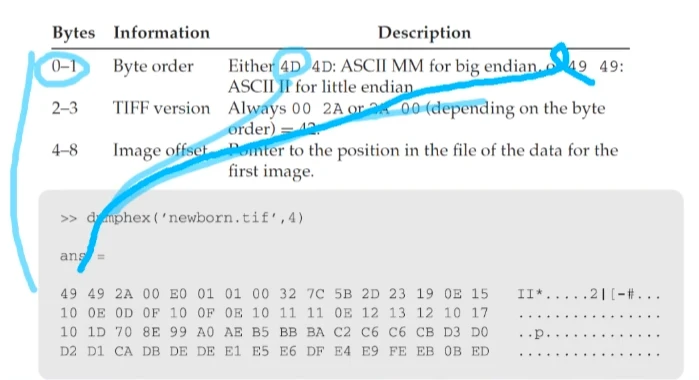 Bytes Information Description
0–1 Byte order Either 4D 4D: ASCII MM for big endian, or 49 49:
ASCII II for little endian
2–3 TIFF version Always 00 2A or 2A 00 (depending on the byte
order) = 42.
4–8 Image offset Pointer to the position in the file of the data for the
first image.
>> dumphex('newborn.tif',4)
ans =
49 49 2A 00 E0 01 01 00 32 7C 5B 2D 23 19 0E 15 II*.....2|[-#...
10 0E 0D 0F 10 0F 0E 10 11 11 0E 12 13 12 10 17 ................
10 1D 70 8E 99 A0 AE B5 BB BA C2 C6 C6 CB D3 D0 ..p.............
D2 D1 CA DB DE DE E1 E5 E6 DF E4 E9 FE EB 0B ED ................